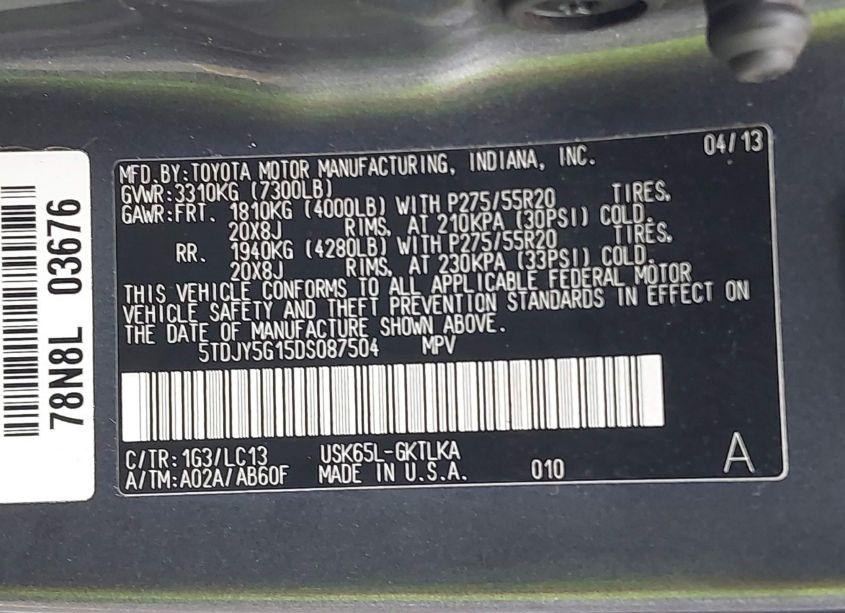 78N8L 03676
04/13
MFD.BY:TOYOTA MOTOR MANUFACTURING, INDIANA, INC.
GVWR:3310KG (7300LB)
GAWR:FRT. 1810KG (4000LB) WITH P275/55R20 TIRES,
20X8J RIMS, AT 210KPA (30PSI) COLD.
RR. 1940KG (4280LB) WITH P275/55R20 TIRES,
20X8J RIMS, AT 230KPA (33PSI) COLD.
THIS VEHICLE CONFORMS TO ALL APPLICABLE FEDERAL MOTOR
VEHICLE SAFETY AND THEFT PREVENTION STANDARDS IN EFFECT ON
THE DATE OF MANUFACTURE SHOWN ABOVE.
5TDJY5G15DS087504 MPV
C/TR:1G3/LC13 USK65L-GKTLKA
A/TM:A02A/AB60F MADE IN U.S.A. 010
A